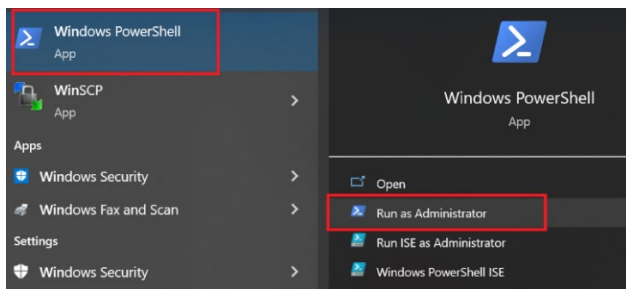 Windows PowerShell
App
WinSCP
App
Apps
Windows Security
Windows Fax and Scan
Settings
Windows Security
Windows PowerShell
App
Open
Run as Administrator
Run ISE as Administrator
Windows PowerShell ISE